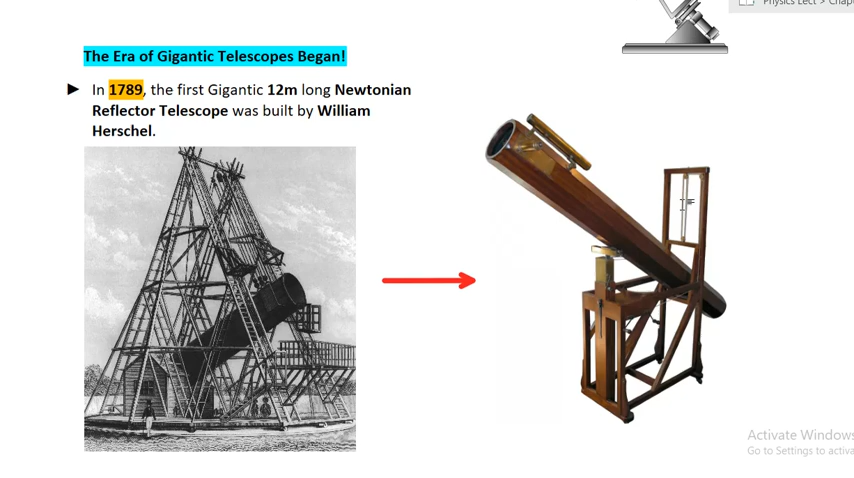 Physics Lect > Chap
The Era of Gigantic Telescopes Began!
► In 1789, the first Gigantic 12m long Newtonian
Reflector Telescope was built by William
Herschel.
Activate Windows
Go to Settings to activa